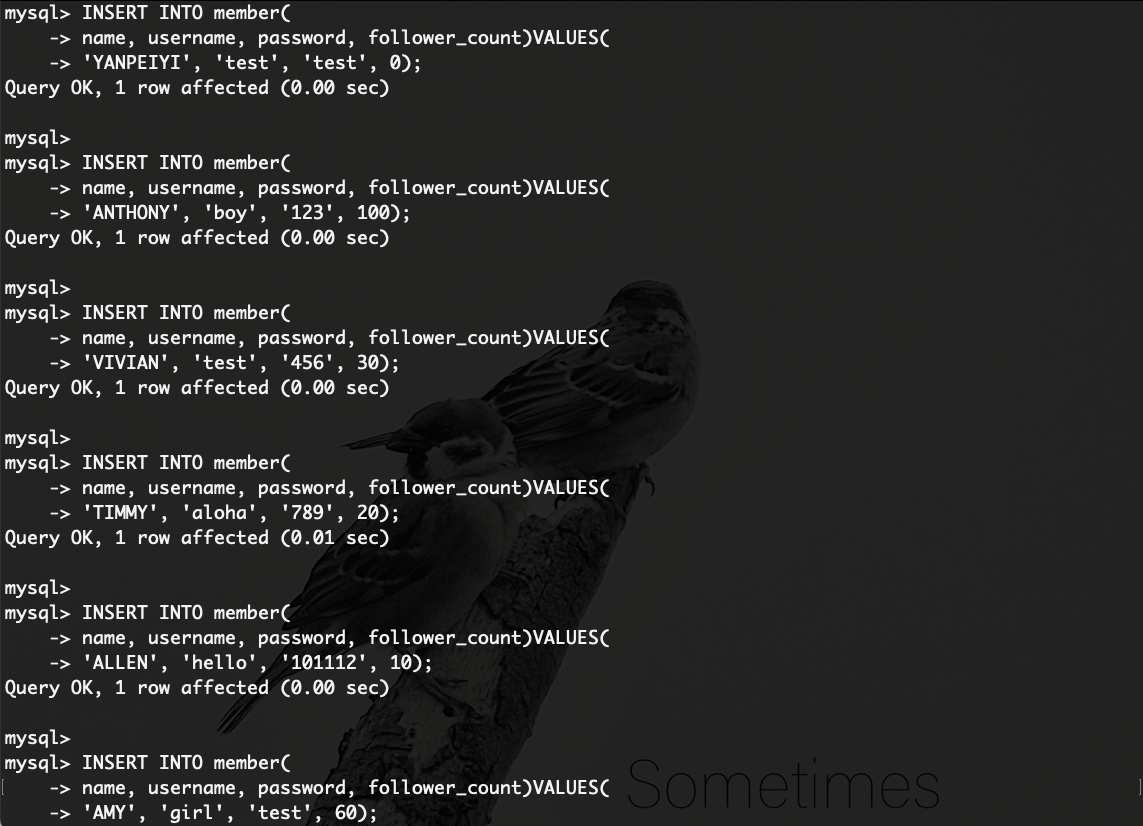 mysql> INSERT INTO member(
    -> name, username, password, follower_count)VALUES(
    -> 'YANPEIYI', 'test', 'test', 0);
Query OK, 1 row affected (0.00 sec)
mysql>
mysql> INSERT INTO member(
    -> name, username, password, follower_count)VALUES(
    -> 'ANTHONY', 'boy', '123', 100);
Query OK, 1 row affected (0.00 sec)
mysql>
mysql> INSERT INTO member(
    -> name, username, password, follower_count)VALUES(
    -> 'VIVIAN', 'test', '456', 30);
Query OK, 1 row affected (0.00 sec)
mysql>
mysql> INSERT INTO member(
    -> name, username, password, follower_count)VALUES(
    -> 'TIMMY', 'aloha', '789', 20);
Query OK, 1 row affected (0.01 sec)
mysql>
mysql> INSERT INTO member(
    -> name, username, password, follower_count)VALUES(
    -> 'ALLEN', 'hello', '101112', 10);
Query OK, 1 row affected (0.00 sec)
mysql>
mysql> INSERT INTO member(
[    -> name, username, password, follower_count)VALUES( ]
    -> 'AMY', 'girl', 'test', 60);
Sometimes